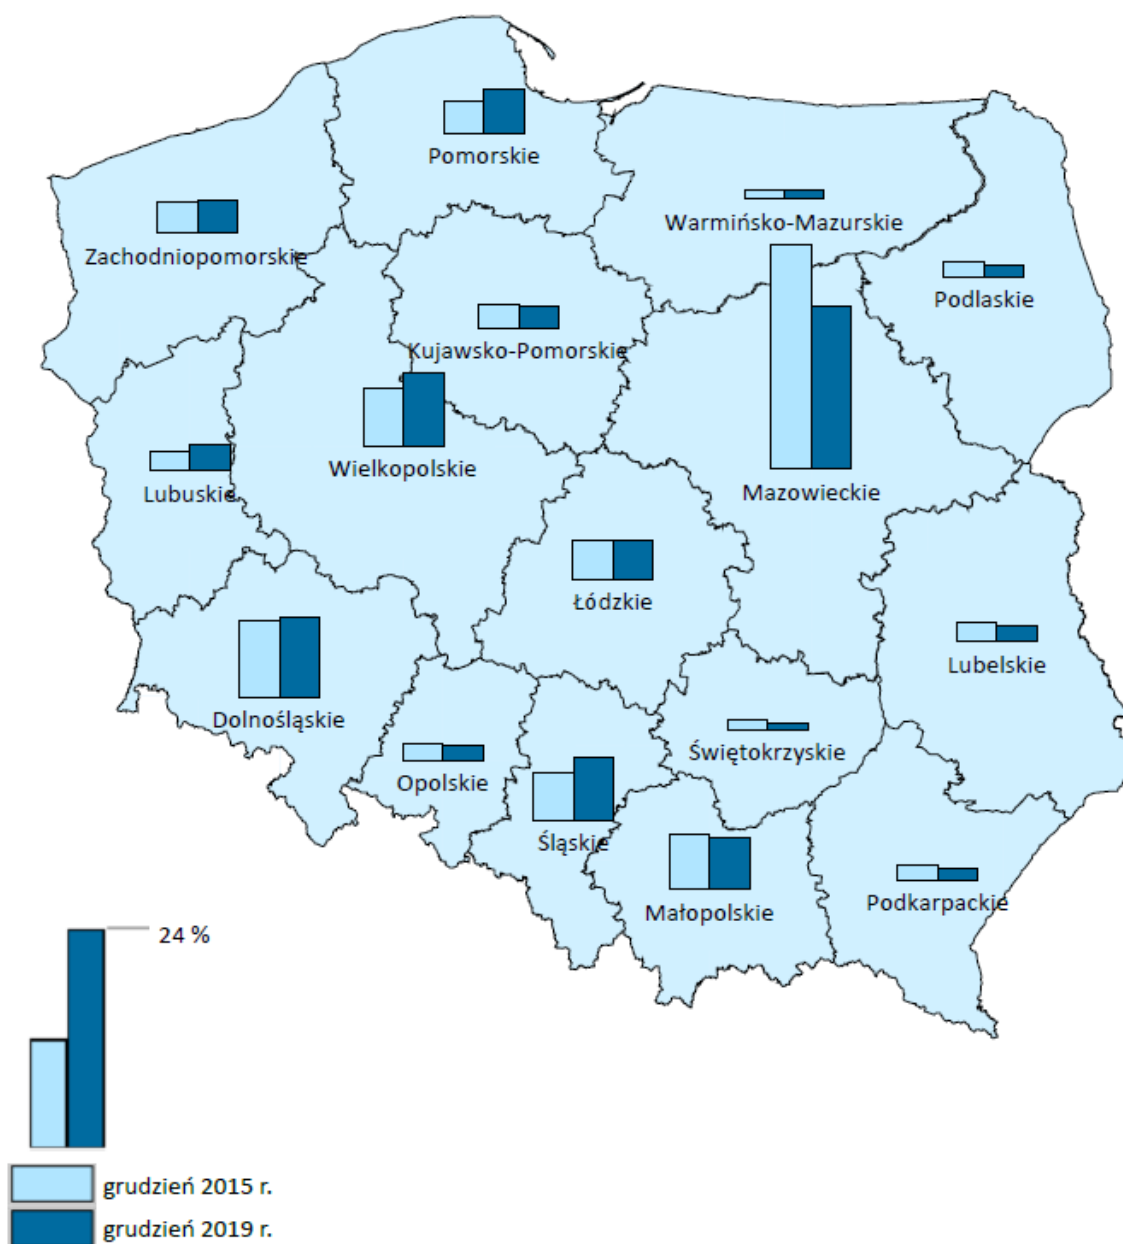 Pomorskie
Warmińsko-Mazurskie
Zachodniopomorskie
Podlaskie
Kujawsko-Pomorskie
Wielkopolskie
Lubuskie
Mazowieckie
Łódzkie
Lubelskie
Dolnośląskie
Świętokrzyskie
Opolskie
Śląskie
Małopolskie
Podkarpackie
24 %
grudzień 2015 r.
grudzień 2019 r.